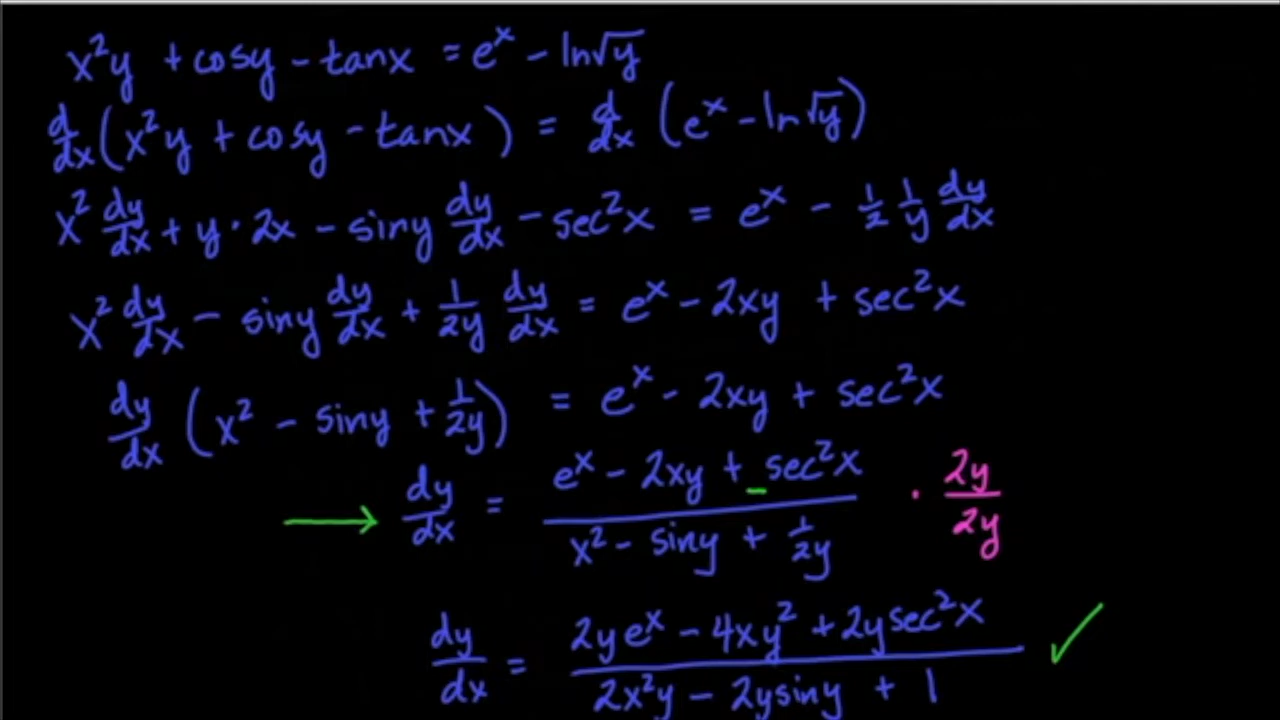 x²y + cosy - tanx = eˣ - ln√y
d/dx (x²y + cosy - tanx) = d/dx (eˣ - ln√y)
x² dy/dx + y · 2x - siny dy/dx - sec²x = eˣ - 1/2 1/y dy/dx
x² dy/dx - siny dy/dx + 1/2y dy/dx = eˣ - 2xy + sec²x
dy/dx (x² - siny + 1/2y) = eˣ - 2xy + sec²x
→ dy/dx = (eˣ - 2xy + sec²x)/(x² - siny + 1/2y) · 2y/2y
dy/dx = (2yeˣ - 4xy² + 2ysec²x)/(2x²y - 2ysiny + 1) ✓